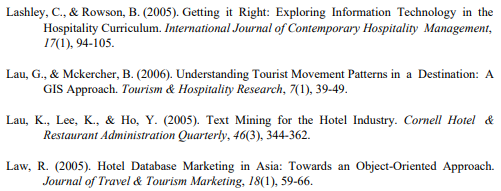 Lashley, C., & Rowson, B. (2005). Getting it Right: Exploring Information Technology in the
Hospitality Curriculum. International Journal of Contemporary Hospitality Management,
17(1), 94-105.
Lau, G., & Mckercher, B. (2006). Understanding Tourist Movement Patterns in a Destination: A
GIS Approach. Tourism & Hospitality Research, 7(1), 39-49.
Lau, K., Lee, K., & Ho, Y. (2005). Text Mining for the Hotel Industry. Cornell Hotel &
Restaurant Administration Quarterly, 46(3), 344-362.
Law, R. (2005). Hotel Database Marketing in Asia: Towards an Object-Oriented Approach.
Journal of Travel & Tourism Marketing, 18(1), 59-66.